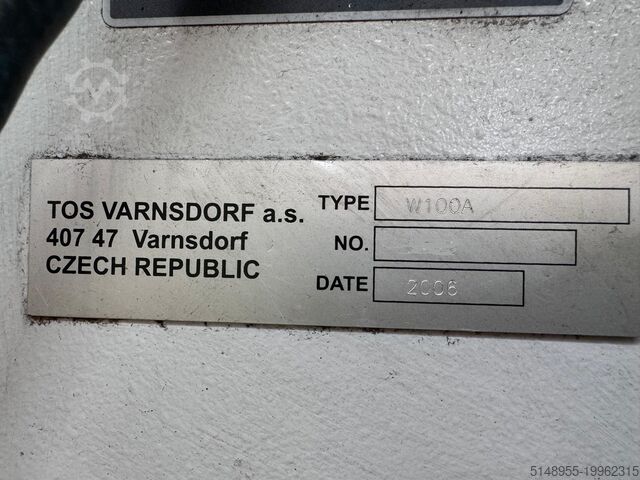 TOS VARNSDORF a.s.
407 47 Varnsdorf
CZECH REPUBLIC
TYPE W100A
NO.
DATE 2006
5148955-19962315